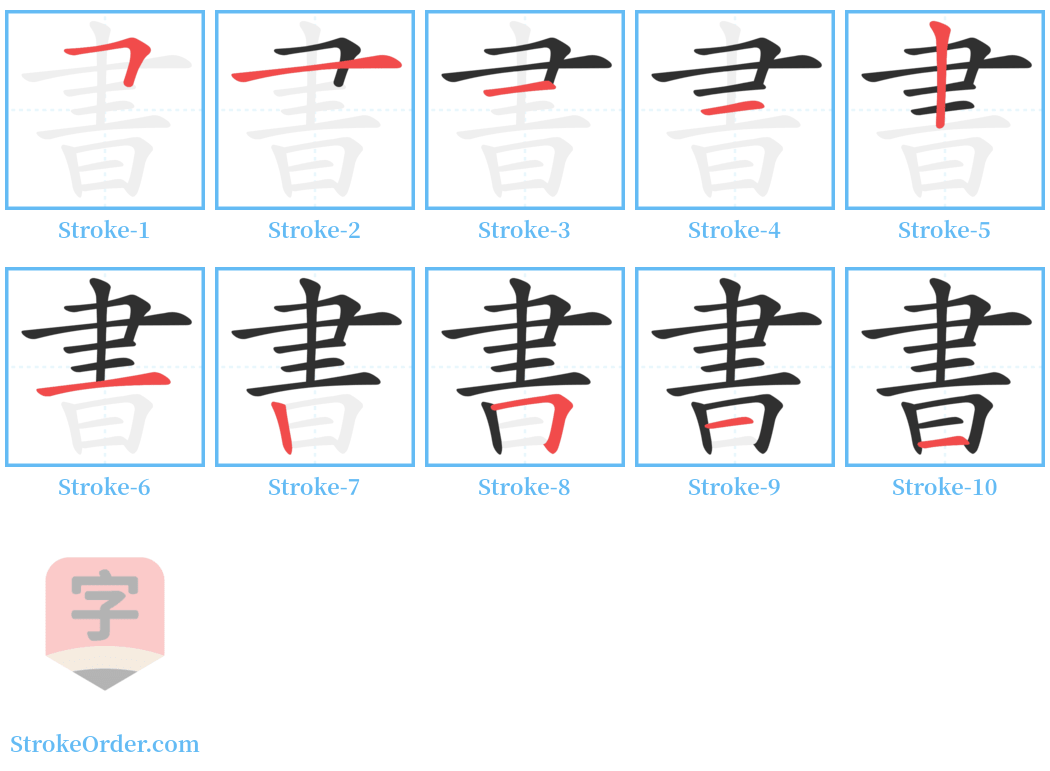 書 書 書 書 書
Stroke-1 Stroke-2 Stroke-3 Stroke-4 Stroke-5
書 書 書 書 書
Stroke-6 Stroke-7 Stroke-8 Stroke-9 Stroke-10
字
StrokeOrder.com